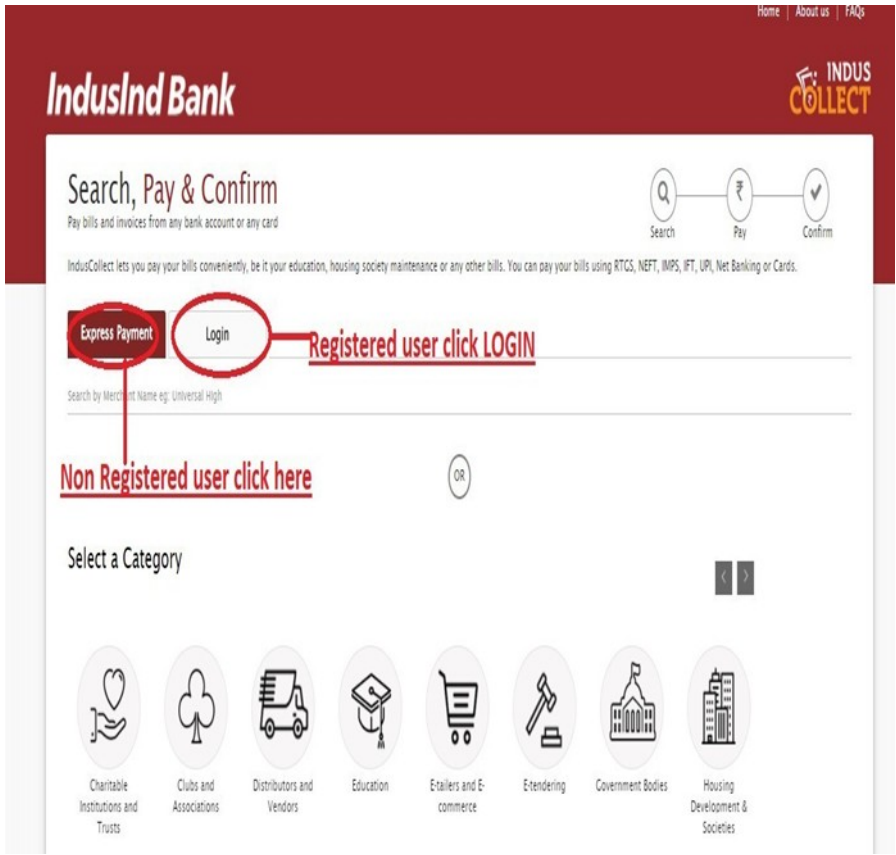 Home | About us | FAQs
IndusInd Bank
INDUS
COLLECT
Search, Pay & Confirm
Pay bills and invoices from any bank account or any card
₹
Search Pay Confirm
IndusCollect lets you pay your bills conveniently, be it your education, housing society maintenance or any other bills. You can pay your bills using RTGS, NEFT, IMPS, IFT, UPI, Net Banking or Cards.
Express Payment Login
Registered user click LOGIN
Search by Merchant Name eg: Universal High
Non Registered user click here
OR
Select a Category
< >
Charitable
Institutions and
Trusts
Clubs and
Associations
Distributors and
Vendors
Education
E-tailers and E-
commerce
E-tendering
Government Bodies
Housing
Development &
Societies